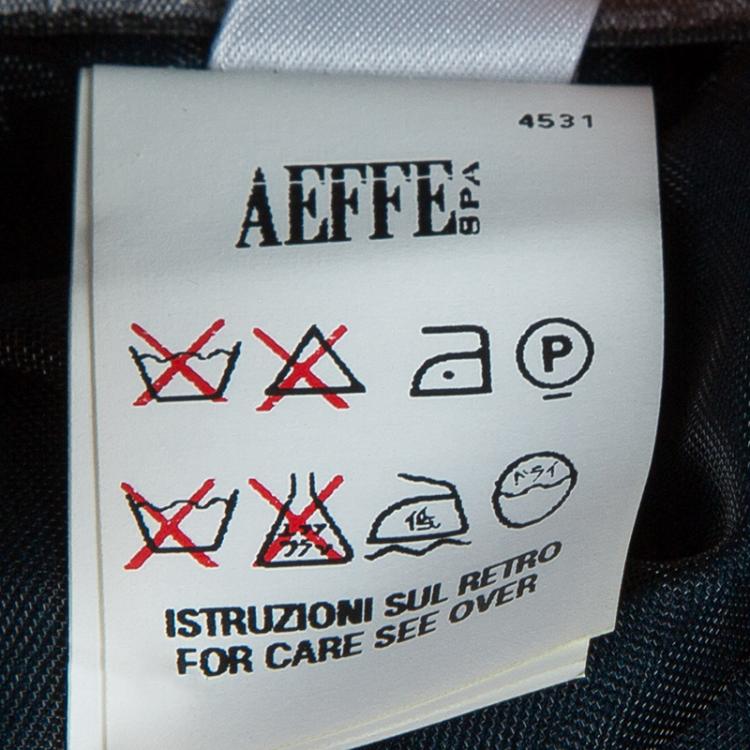 4531
AEFFE SPA
P
低 ドライ
ISTRUZIONI SUL RETRO
FOR CARE SEE OVER